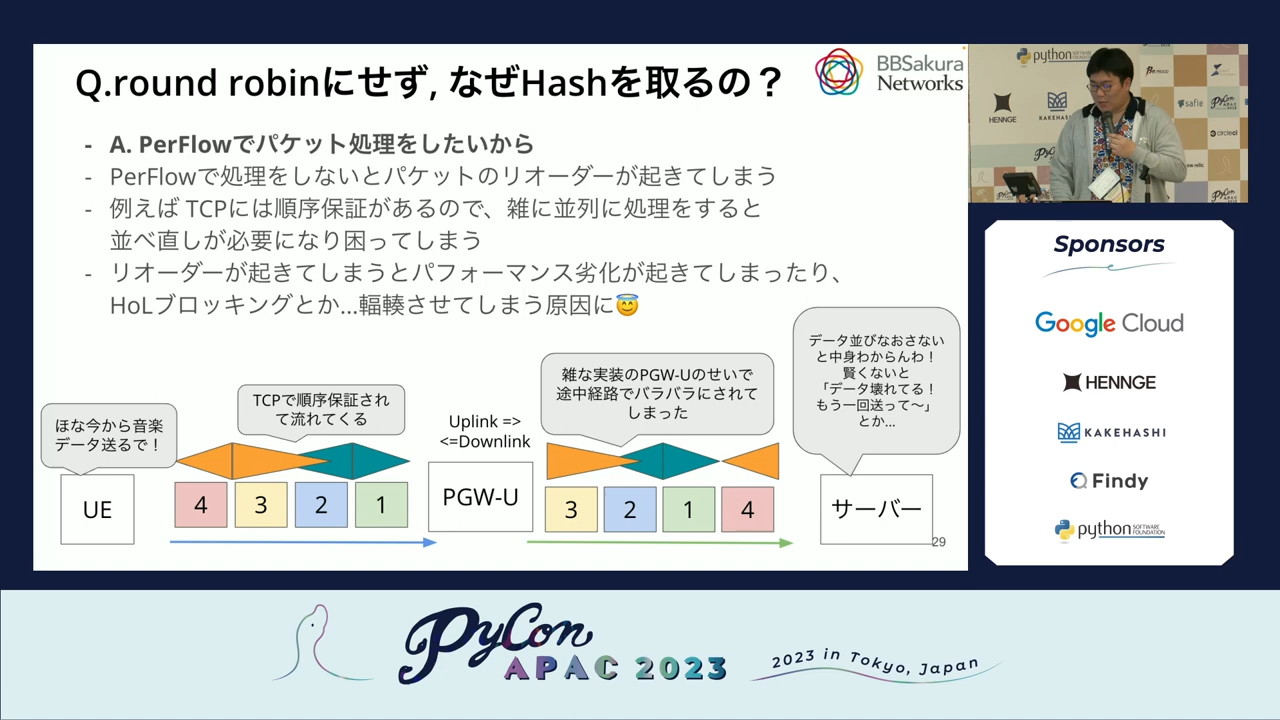 Q.round robinにせず, なぜHashを取るの？
BBSakura
Networks
- A. PerFlowでパケット処理をしたいから
- PerFlowで処理をしないとパケットのリオーダーが起きてしまう
- 例えば TCPには順序保証があるので、雑に並列に処理をすると
並べ直しが必要になり困ってしまう
- リオーダーが起きてしまうとパフォーマンス劣化が起きてしまったり、
HoLブロッキングとか...輻輳させてしまう原因に😇
ほな今から音楽
データ送るで！
TCPで順序保証され
て流れてくる
Uplink =>
<=Downlink
雑な実装のPGW-Uのせいで
途中経路でバラバラにされて
しまった
データ並びなおさない
と中身わからんわ！
賢くないと
「データ壊れてる！
もう一回送って〜」
とか...
UE
4
3
2
1
PGW-U
3
2
1
4
サーバー
29
python
HENNGE
KAKEHASHI
safie
circleci
Sponsors
Google Cloud
HENNGE
KAKEHASHI
Findy
python SOFTWARE FOUNDATION
PyCon
APAC 2023
2023 in Tokyo, Japan